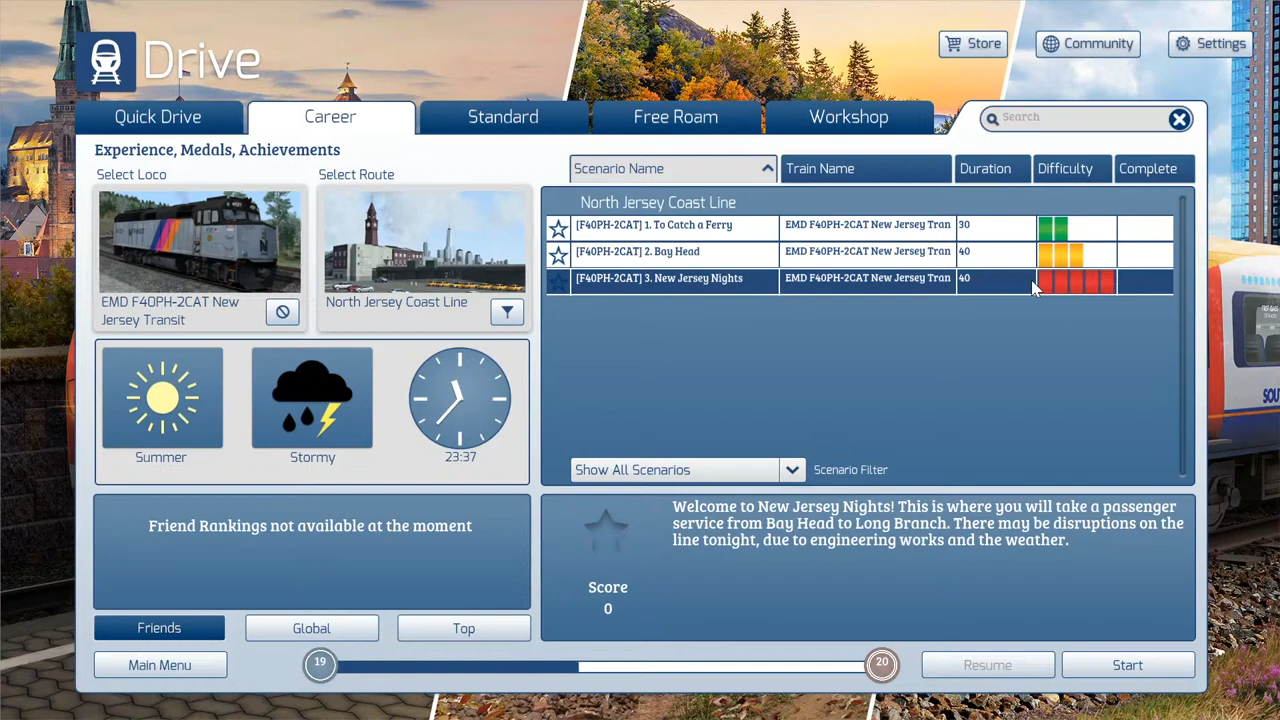 Drive
Store
Community
Settings
Quick Drive
Career
Standard
Free Roam
Workshop
Search
Experience, Medals, Achievements
Select Loco
Select Route
EMD F40PH-2CAT New
Jersey Transit
North Jersey Coast Line
Scenario Name
Train Name
Duration
Difficulty
Complete
North Jersey Coast Line
[F40PH-2CAT] 1. To Catch a Ferry EMD F40PH-2CAT New Jersey Tran 30
[F40PH-2CAT] 2. Bay Head EMD F40PH-2CAT New Jersey Tran 40
[F40PH-2CAT] 3. New Jersey Nights EMD F40PH-2CAT New Jersey Tran 40
Summer
Stormy
23:37
Show All Scenarios
Scenario Filter
Friend Rankings not available at the moment
Welcome to New Jersey Nights! This is where you will take a passenger
service from Bay Head to Long Branch. There may be disruptions on the
line tonight, due to engineering works and the weather.
Score
0
Friends
Global
Top
Main Menu
19
20
Resume
Start
SOU